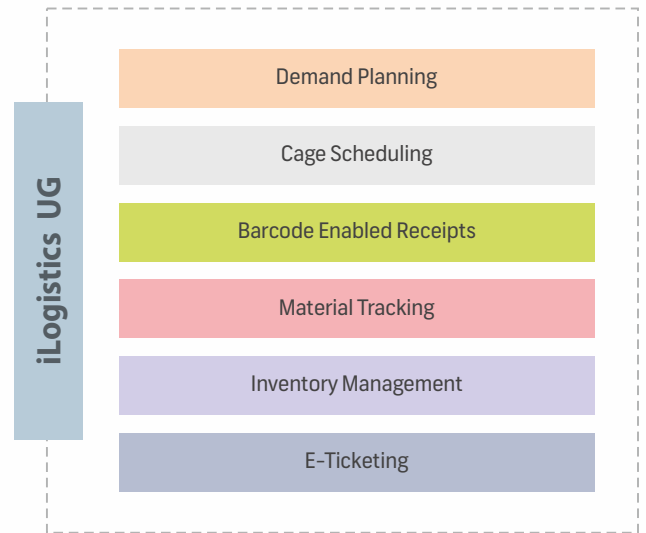 iLogistics UG
Demand Planning
Cage Scheduling
Barcode Enabled Receipts
Material Tracking
Inventory Management
E-Ticketing